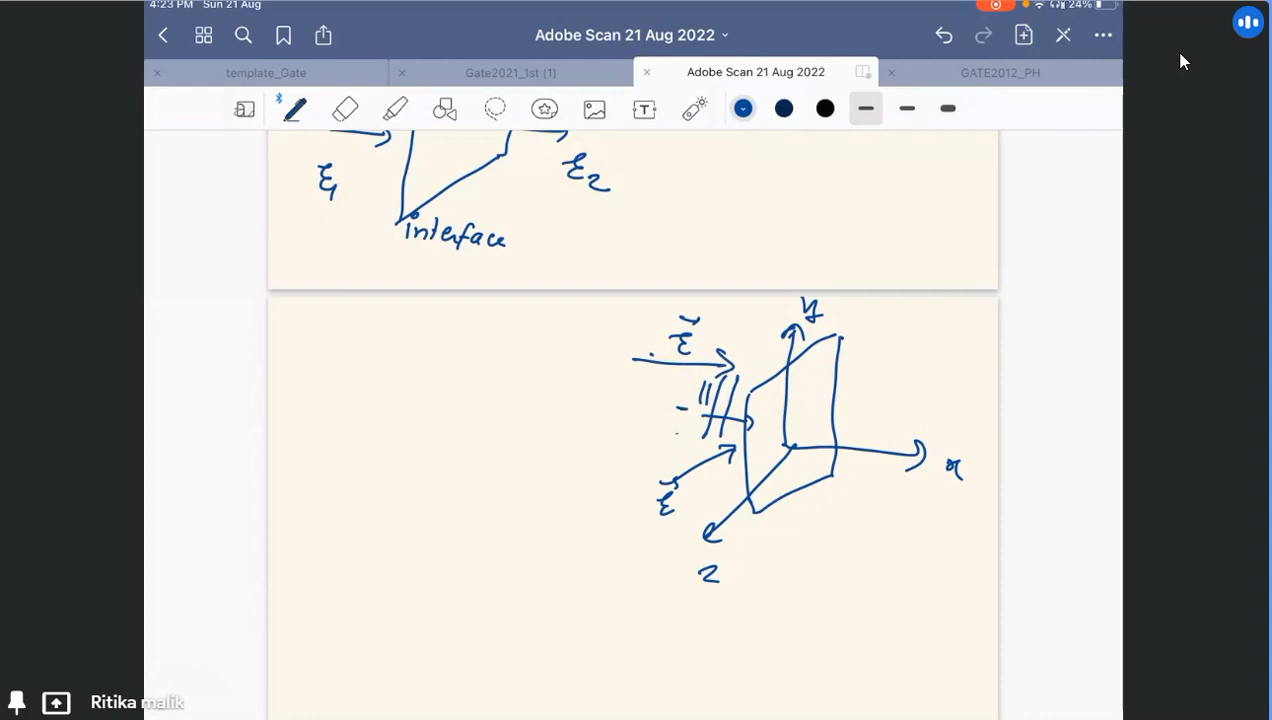 4:23 PM Sun 21 Aug
24%
Adobe Scan 21 Aug 2022
template_Gate
Gate2021_1st (1)
Adobe Scan 21 Aug 2022
GATE2012_PH
T
ε1
ε2
interface
y
ε
x
ε
z
Ritika malik